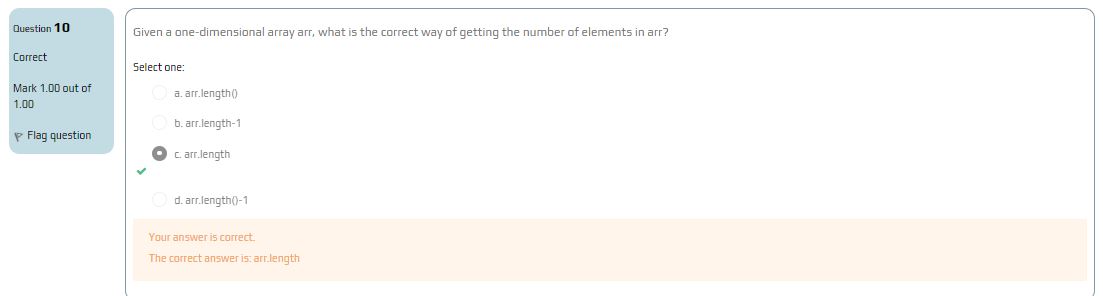 Question 10
Correct
Mark 1.00 out of
1.00
Flag question
Given a one-dimensional array arr, what is the correct way of getting the number of elements in arr?
Select one:
a. arr.length()
b. arr.length-1
c. arr.length
d. arr.length()-1
Your answer is correct.
The correct answer is: arr.length